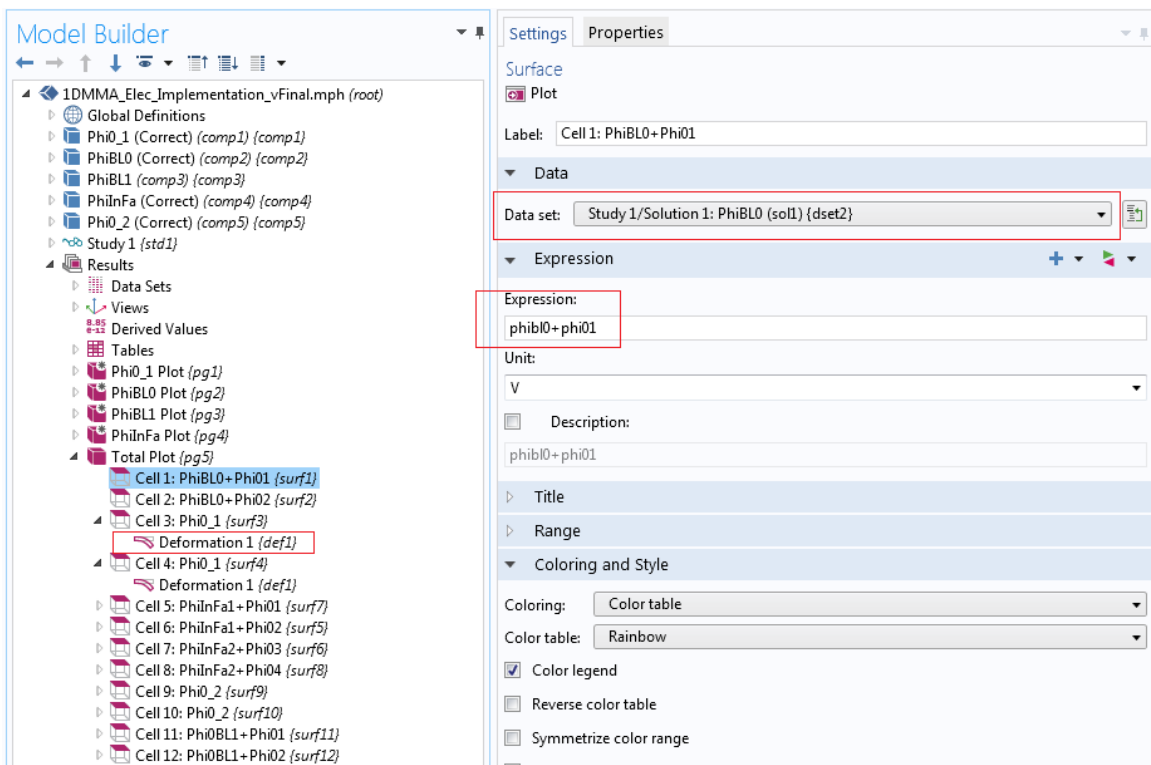 Model Builder
1DMMA_Elec_Implementation_vFinal.mph (root)
Global Definitions
Phi0_1 (Correct) (comp1) {comp1}
PhiBL0 (Correct) (comp2) {comp2}
PhiBL1 (comp3) {comp3}
PhiInFa (Correct) (comp4) {comp4}
Phi0_2 (Correct) (comp5) {comp5}
Study 1 {std1}
Results
Data Sets
Views
8.85
e-12
Derived Values
Tables
Phi0_1 Plot {pg1}
PhiBL0 Plot {pg2}
PhiBL1 Plot {pg3}
PhiInFa Plot {pg4}
Total Plot {pg5}
Cell 1: PhiBL0+Phi01 {surf1}
Cell 2: PhiBL0+Phi02 {surf2}
Cell 3: Phi0_1 {surf3}
Deformation 1 {def1}
Cell 4: Phi0_1 {surf4}
Deformation 1 {def1}
Cell 5: PhiInFa1+Phi01 {surf7}
Cell 6: PhiInFa1+Phi02 {surf5}
Cell 7: PhiInFa2+Phi03 {surf6}
Cell 8: PhiInFa2+Phi04 {surf8}
Cell 9: Phi0_2 {surf9}
Cell 10: Phi0_2 {surf10}
Cell 11: Phi0BL1+Phi01 {surf11}
Cell 12: Phi0BL1+Phi02 {surf12}
Settings
Properties
Surface
Plot
Label: Cell 1: PhiBL0+Phi01
Data
Data set: Study 1/Solution 1: PhiBL0 (sol1) {dset2}
Expression
Expression:
phibl0+phi01
Unit:
V
Description:
phibl0+phi01
Title
Range
Coloring and Style
Coloring: Color table
Color table: Rainbow
Color legend
Reverse color table
Symmetrize color range